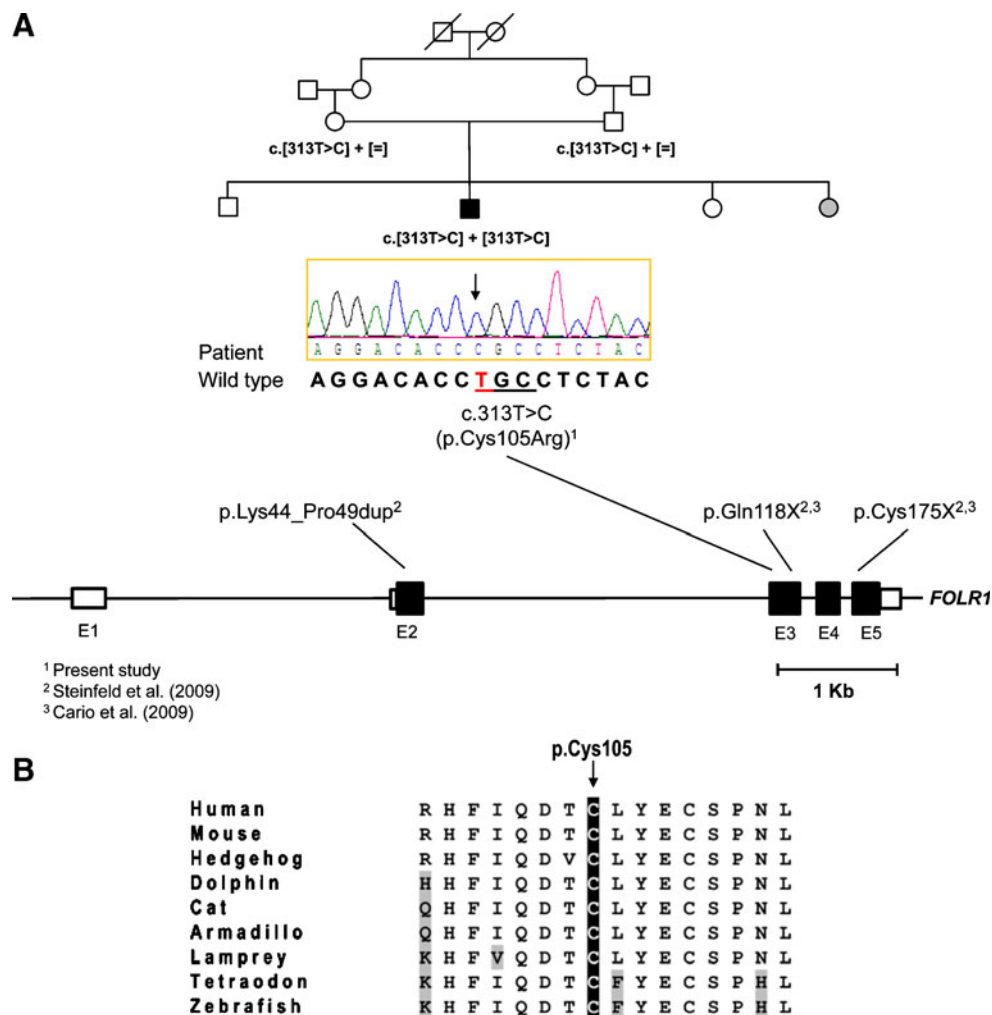 A
c.[313T>C] + [=]
c.[313T>C] + [=]
c.[313T>C] + [313T>C]
Patient A G G A C A C C C G C C T C T A C
Wild type A G G A C A C C T G C C T C T A C
c.313T>C
(p.Cys105Arg)¹
p.Lys44_Pro49dup²
p.Gln118X²,³
p.Cys175X²,³
FOLR1
E1
E2
E3
E4
E5
1 Kb
¹ Present study
² Steinfeld et al. (2009)
³ Cario et al. (2009)
B
p.Cys105
Human R H F I Q D T C L Y E C S P N L
Mouse R H F I Q D T C L Y E C S P N L
Hedgehog R H F I Q D V C L Y E C S P N L
Dolphin H H F I Q D T C L Y E C S P N L
Cat Q H F I Q D T C L Y E C S P N L
Armadillo Q H F I Q D T C L Y E C S P N L
Lamprey K H F V Q D T C L Y E C S P N L
Tetraodon K H F I Q D T C F Y E C S P H L
Zebrafish K H F I Q D T C F Y E C S P H L